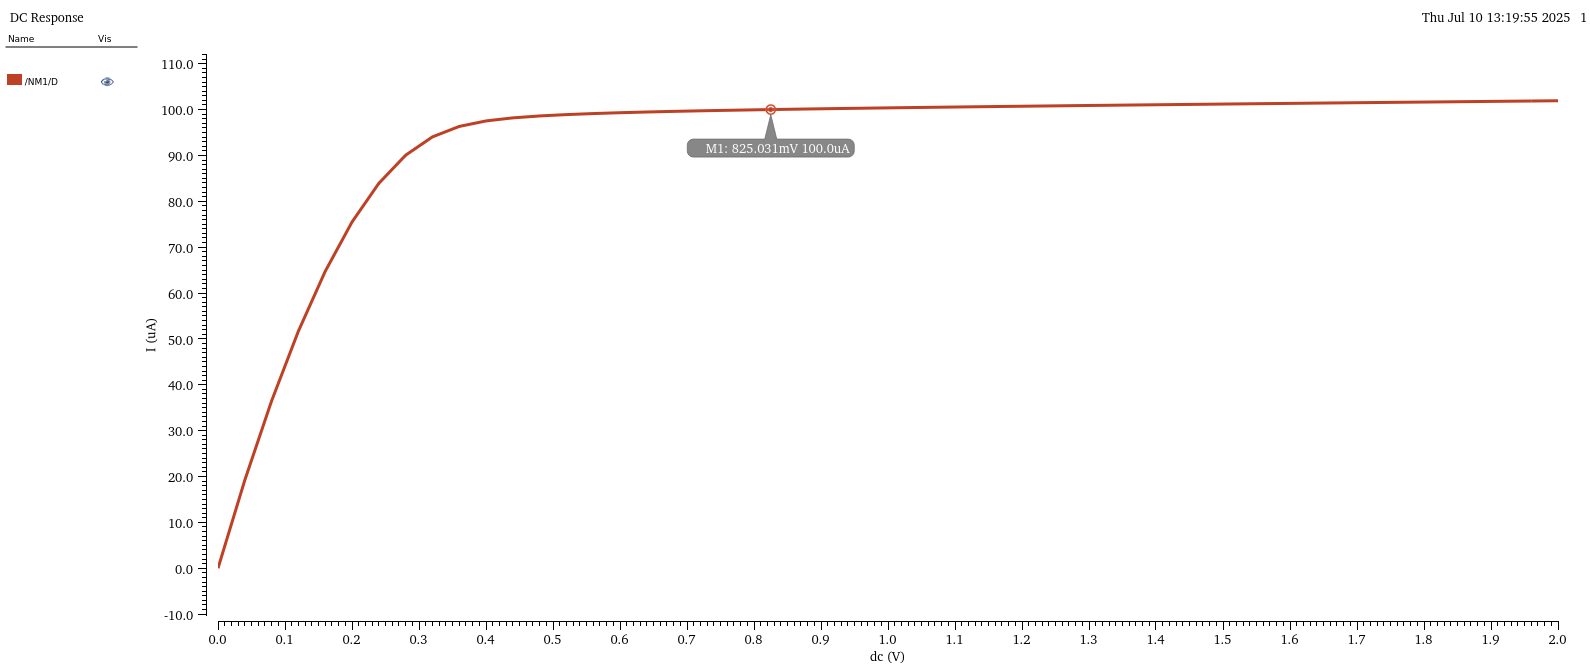 DC Response
Thu Jul 10 13:19:55 2025 1
Name Vis
/NM1/D
110.0
100.0
90.0
80.0
70.0
60.0
50.0
40.0
30.0
20.0
10.0
0.0
-10.0
I (uA)
M1: 825.031mV 100.0uA
0.0 0.1 0.2 0.3 0.4 0.5 0.6 0.7 0.8 0.9 1.0 1.1 1.2 1.3 1.4 1.5 1.6 1.7 1.8 1.9 2.0
dc (V)